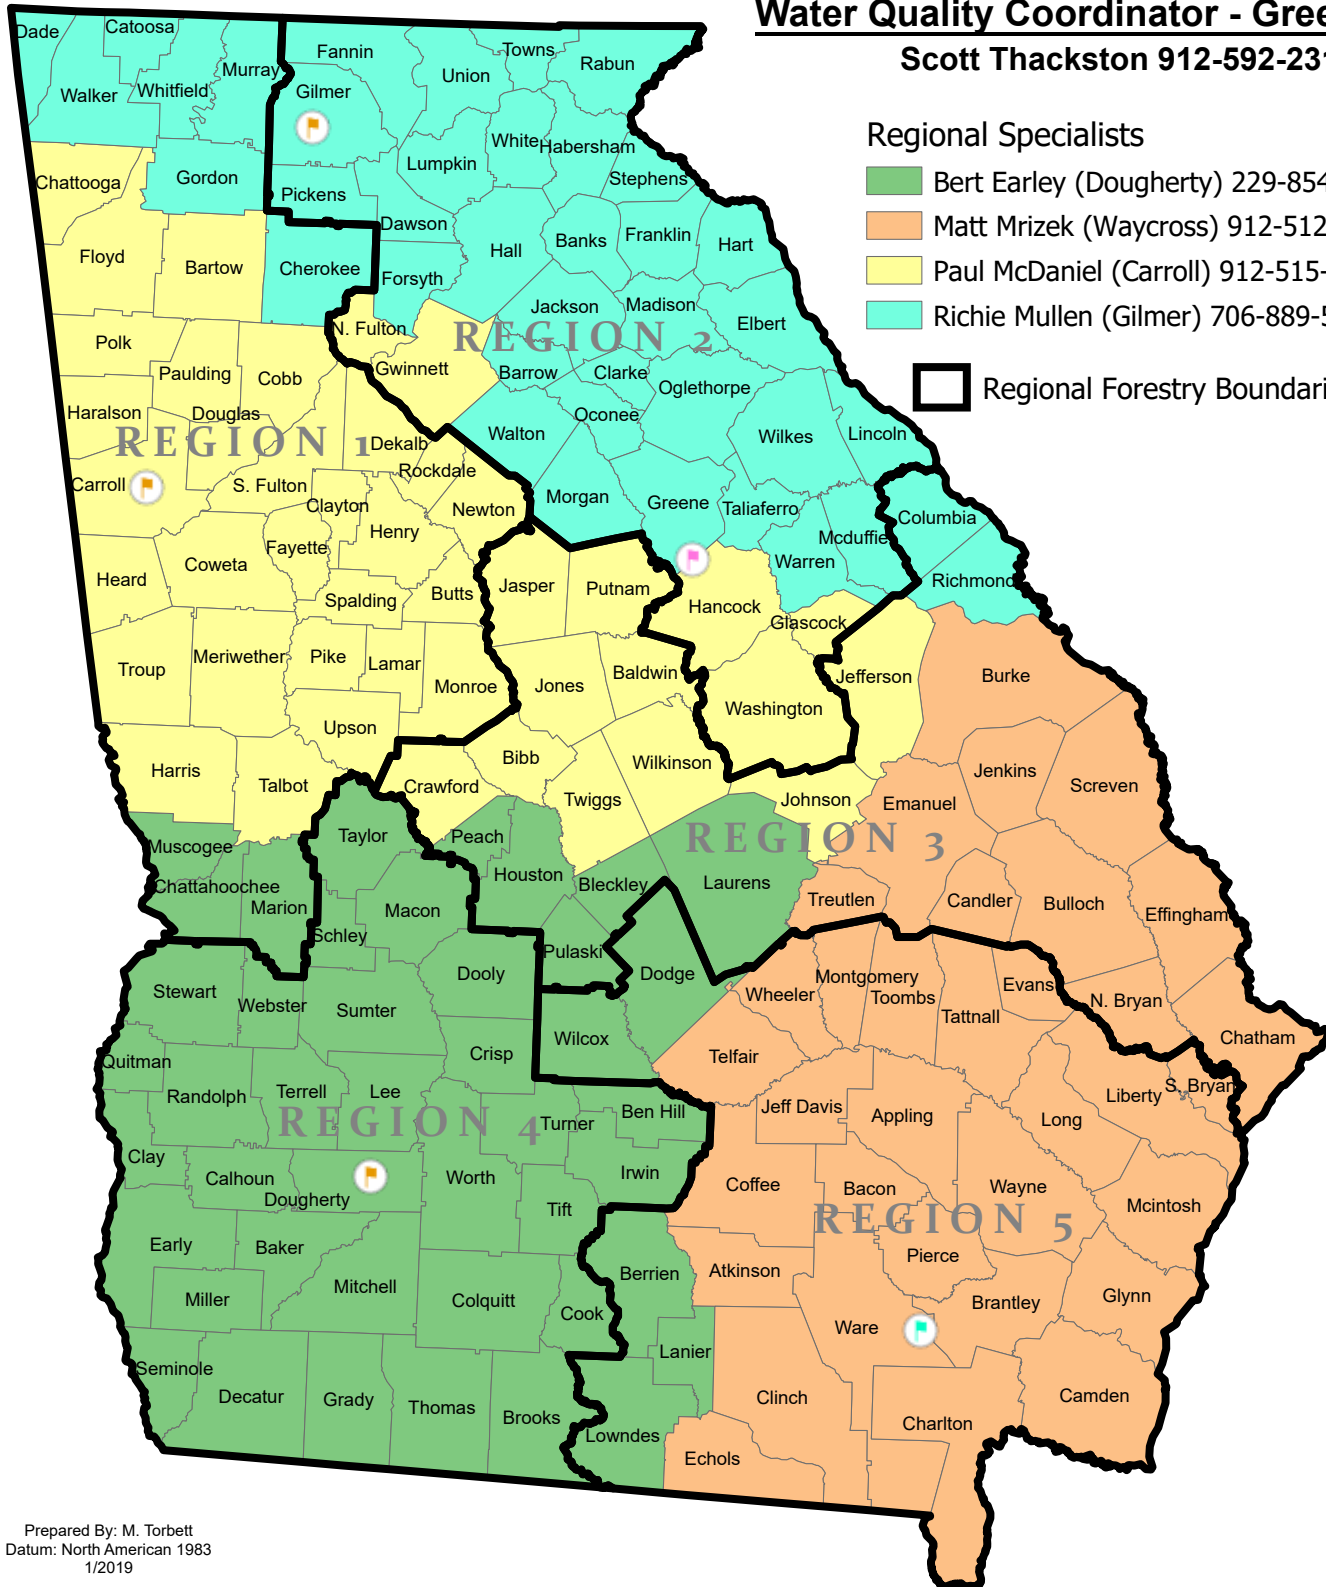 Water Quality Coordinator - Gree
Scott Thackston 912-592-23
Regional Specialists
Bert Earley (Dougherty) 229-854
Matt Mrizek (Waycross) 912-512
Paul McDaniel (Carroll) 912-515-
Richie Mullen (Gilmer) 706-889-5
Regional Forestry Boundari
Dade
Catoosa
Walker
Whitfield
Murray
Fannin
Gilmer
Union
Towns
Rabun
White
Habersham
Lumpkin
Stephens
Chattooga
Gordon
Pickens
Dawson
Floyd
Bartow
Cherokee
Forsyth
Hall
Banks
Franklin
Hart
Jackson
Madison
Elbert
N. Fulton
REGION 2
Polk
Paulding
Cobb
Gwinnett
Barrow
Clarke
Oglethorpe
Haralson
Douglas
Oconee
REGION 1
Dekalb
Walton
Wilkes
Lincoln
Rockdale
Carroll
S. Fulton
Clayton
Newton
Morgan
Greene
Taliaferro
Columbia
Henry
Mcduffie
Fayette
Coweta
Warren
Heard
Richmond
Jasper
Putnam
Spalding
Butts
Hancock
Glascock
Troup
Meriwether
Pike
Lamar
Monroe
Jones
Baldwin
Jefferson
Burke
Washington
Upson
Harris
Talbot
Crawford
Bibb
Wilkinson
Twiggs
Johnson
Emanuel
Jenkins
Screven
REGION 3
Muscogee
Taylor
Peach
Houston
Bleckley
Laurens
Chattahoochee
Marion
Macon
Treutlen
Candler
Bulloch
Effingham
Schley
Pulaski
Dooly
Dodge
Montgomery
Stewart
Webster
Sumter
Wheeler
Toombs
Evans
N. Bryan
Tattnall
Wilcox
Chatham
Quitman
Crisp
Telfair
Randolph
Terrell
Lee
Liberty
S. Bryan
Ben Hill
Jeff Davis
Appling
Long
REGION 4
Turner
Clay
Calhoun
Worth
Irwin
Coffee
Bacon
Wayne
Dougherty
Tift
Mcintosh
REGION 5
Early
Baker
Pierce
Berrien
Atkinson
Mitchell
Miller
Colquitt
Cook
Brantley
Glynn
Ware
Lanier
Seminole
Decatur
Grady
Thomas
Brooks
Clinch
Camden
Charlton
Lowndes
Echols
Prepared By: M. Torbett
Datum: North American 1983
1/2019